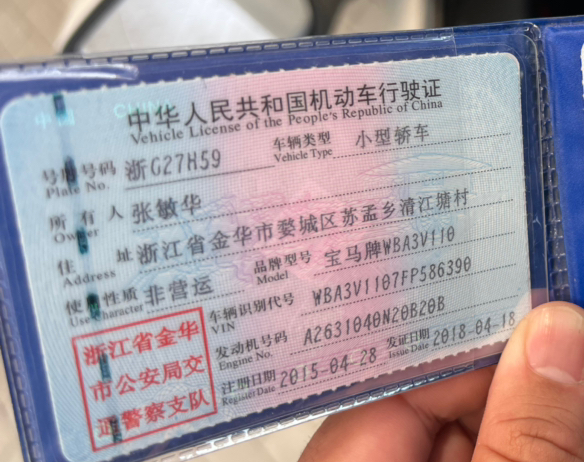 中国 CHINA
中华人民共和国机动车行驶证
Vehicle License of the People's Republic of China
号牌号码 浙G27H59 车辆类型 小型轿车
Plate No. Vehicle Type
所有人 张敏华
Owner
住址 浙江省金华市婺城区苏孟乡清江塘村
Address
使用性质 非营运 品牌型号 宝马牌WBA3V110
Use Character Model
车辆识别代号 WBA3V1107FP586390
VIN
发动机号码 A2631040N20B20B
Engine No.
注册日期 2015-04-28 发证日期 2018-04-18
Register Date Issue Date
浙江省金华
市公安局交
通警察支队